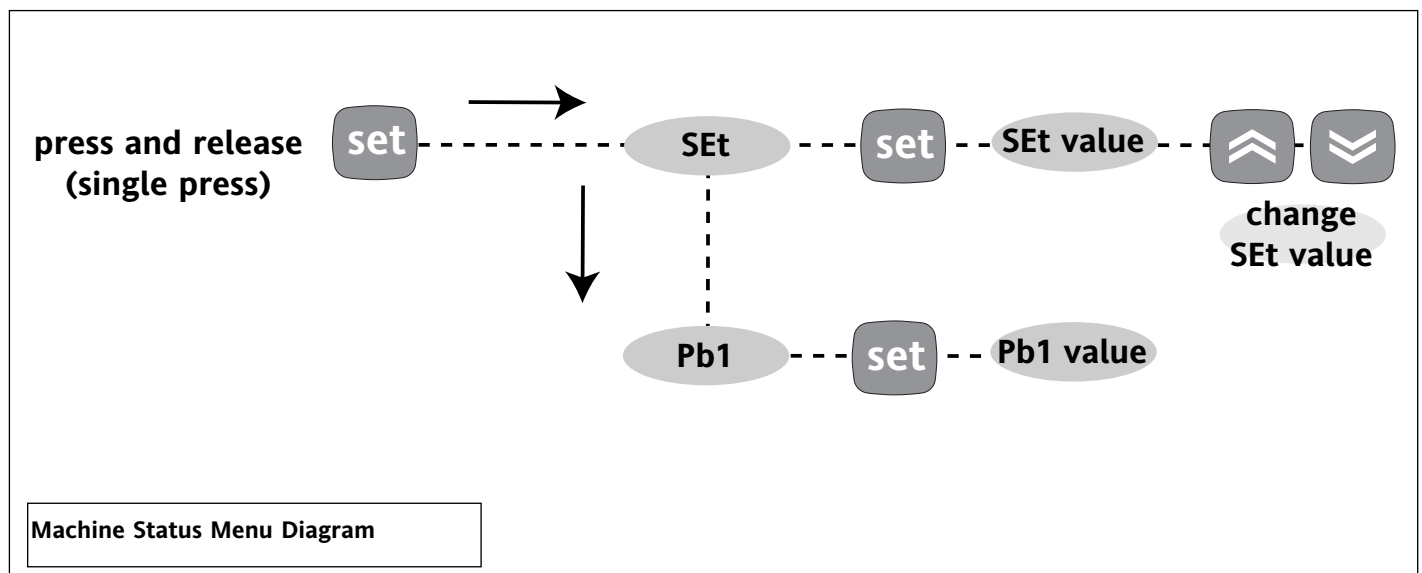 press and release
(single press)
set
SEt
set
SEt value
change
SEt value
Pb1
set
Pb1 value
Machine Status Menu Diagram